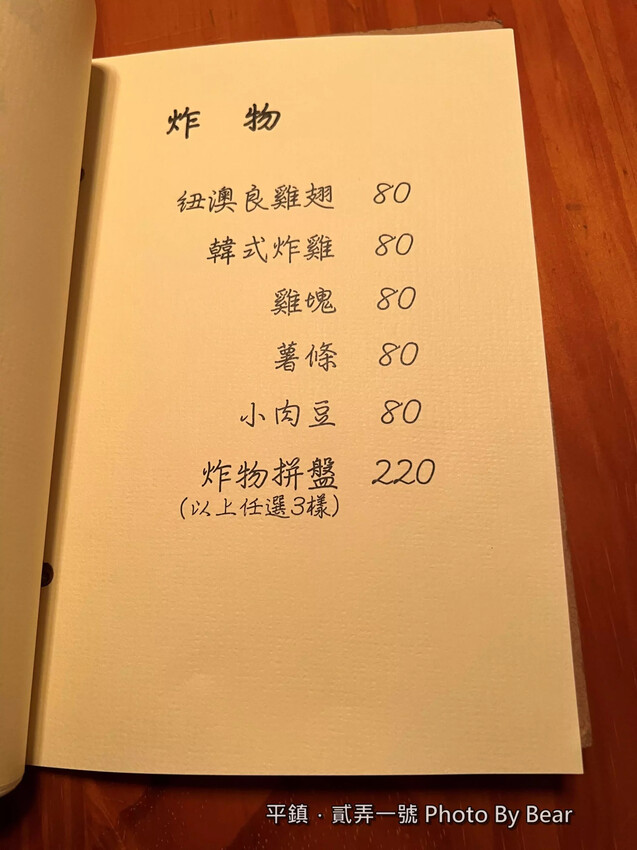 炸 物
紐澳良雞翅 80
韓式炸雞 80
雞塊 80
薯條 80
小肉豆 80
炸物拼盤 220
(以上任選3樣)
平鎮．貳弄一號 Photo By Bear